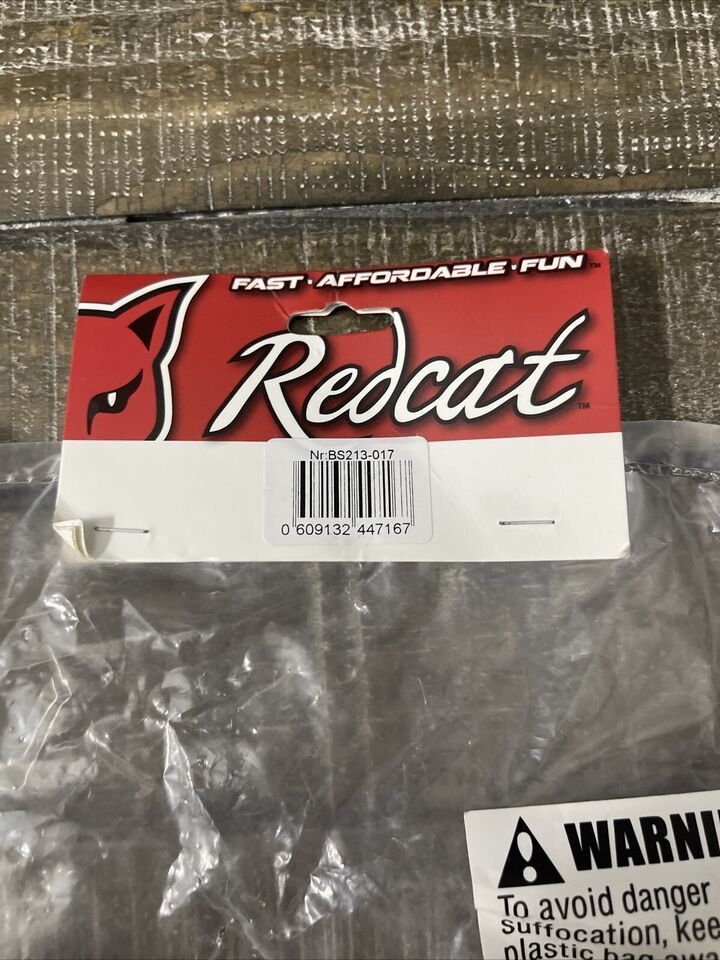 FAST · AFFORDABLE · FUN™
Redcat™
Nr:BS213-017
0 609132 447167
WARNI
To avoid danger
Suffocation, kee
plastic bag awa